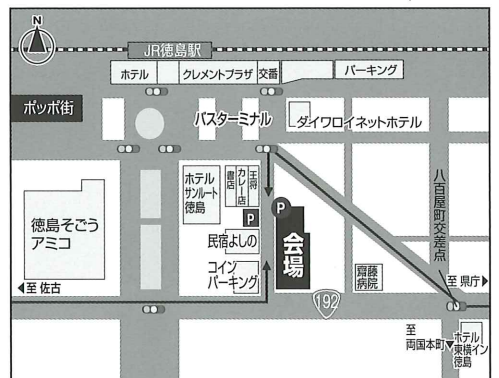 N
JR徳島駅
ホテル
クレメントプラザ
交番
パーキング
ポッポ街
バスターミナル
ダイワロイネットホテル
ホテル
サンルート
徳島
書店
カレー店
王将
P
P
徳島そごう
アミコ
民宿よしの
会場
コイン
パーキング
齋藤
病院
八百屋町交差点
◀至 佐古
至 県庁▶
192
至
両国本町▼
ホテル
東横イン
徳島